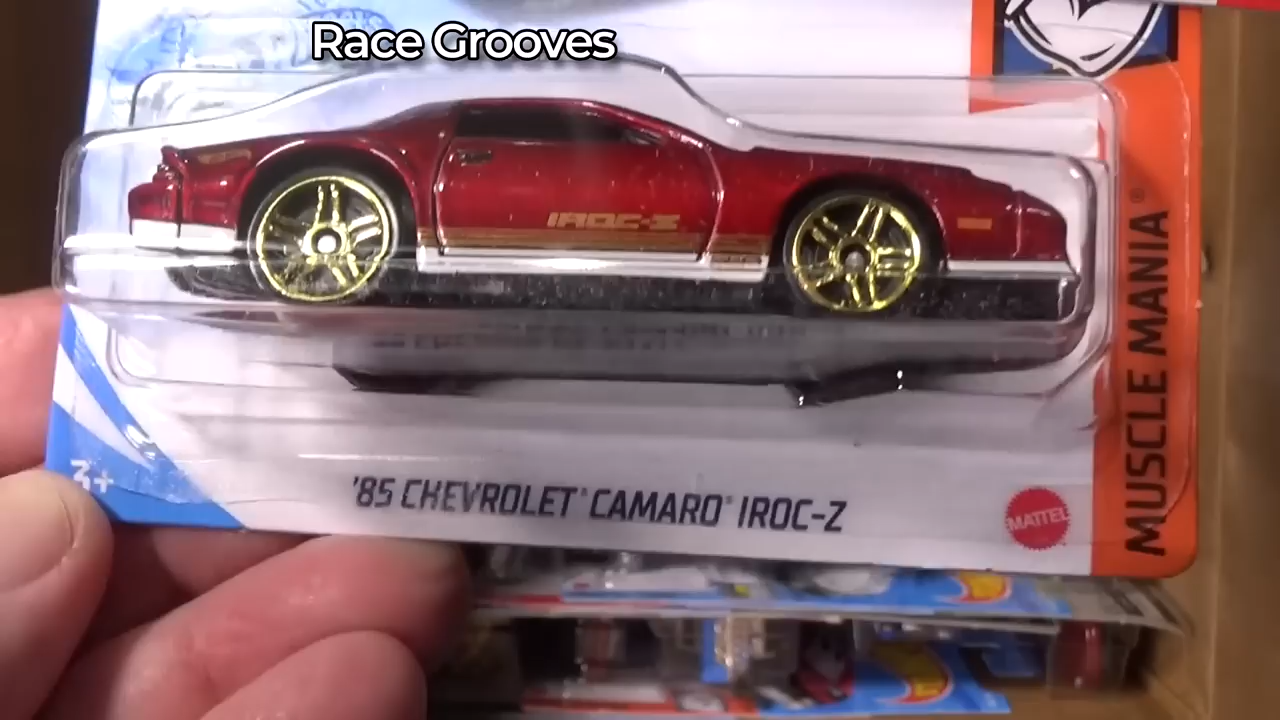 Race Grooves
IROC-Z
'85 CHEVROLET CAMARO IROC-Z
3+
MATTEL
MUSCLE MANIA®